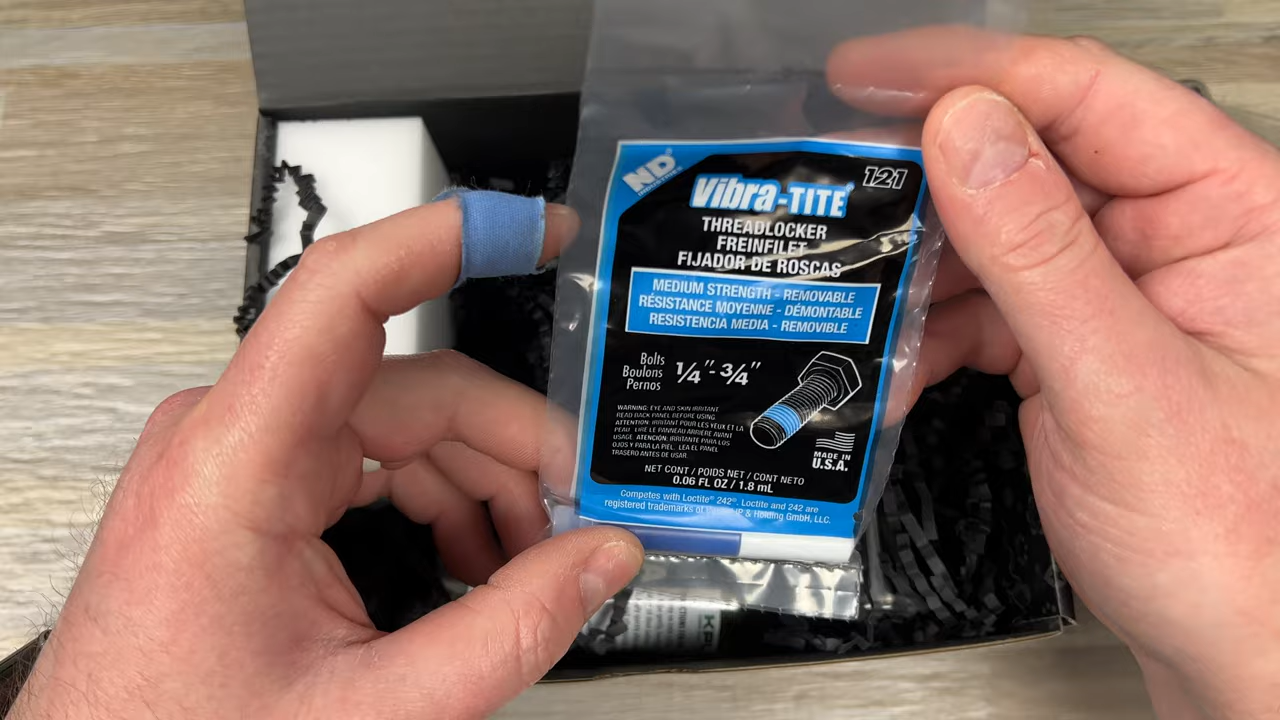 ND
INDUSTRIES
121
Vibra-TITE®
THREADLOCKER
FREINFILET
FIJADOR DE ROSCAS
MEDIUM STRENGTH - REMOVABLE
RÉSISTANCE MOYENNE - DÉMONTABLE
RESISTENCIA MEDIA - REMOVIBLE
Bolts
Boulons
Pernos
1/4"-3/4"
WARNING: EYE AND SKIN IRRITANT
READ BACK PANEL BEFORE USING
ATTENTION: IRRITANT POUR LES YEUX ET LA
PEAU LIRE LE PANNEAU ARRIÈRE AVANT
USAGE. ATENCIÓN: IRRITANTE PARA LOS
OJOS Y PARA LA PIEL. LEA EL PANEL
TRASERO ANTES DE USAR.
MADE IN
U.S.A.
NET CONT / POIDS NET / CONT NETO
0.06 FL OZ / 1.8 mL
Competes with Loctite® 242®. Loctite and 242 are
registered trademarks of IP & Holding GmbH, LLC.